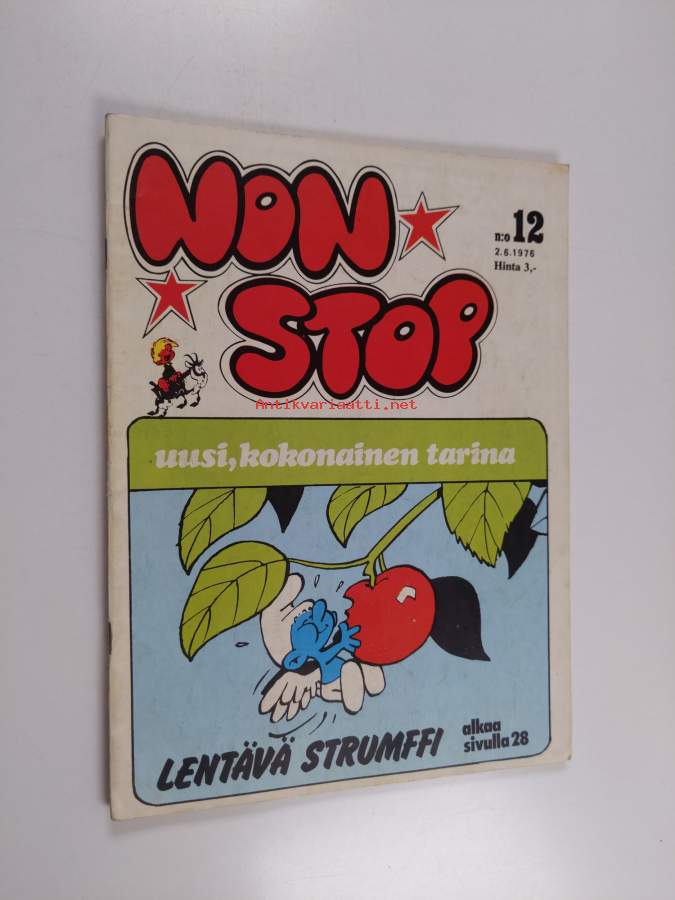 NON
STOP
n:o 12
2.6.1976
Hinta 3,-
Antikvariaatti.net
uusi, kokonainen tarina
LENTÄVÄ STRUMFFI
alkaa
sivulla 28